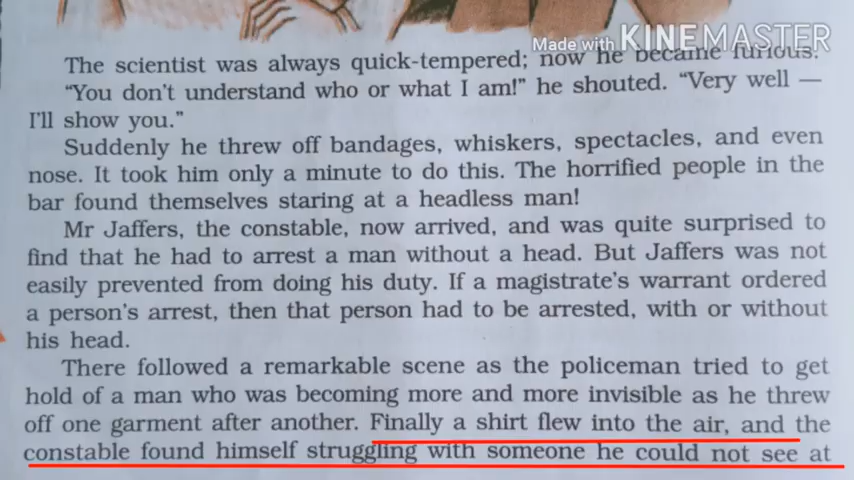 Made with KINEMASTER
The scientist was always quick-tempered; now he became furious.
“You don’t understand who or what I am!” he shouted. “Very well —
I’ll show you.”
Suddenly he threw off bandages, whiskers, spectacles, and even
nose. It took him only a minute to do this. The horrified people in the
bar found themselves staring at a headless man!
Mr Jaffers, the constable, now arrived, and was quite surprised to
find that he had to arrest a man without a head. But Jaffers was not
easily prevented from doing his duty. If a magistrate’s warrant ordered
a person’s arrest, then that person had to be arrested, with or without
his head.
There followed a remarkable scene as the policeman tried to get
hold of a man who was becoming more and more invisible as he threw
off one garment after another. Finally a shirt flew into the air, and the
constable found himself struggling with someone he could not see at